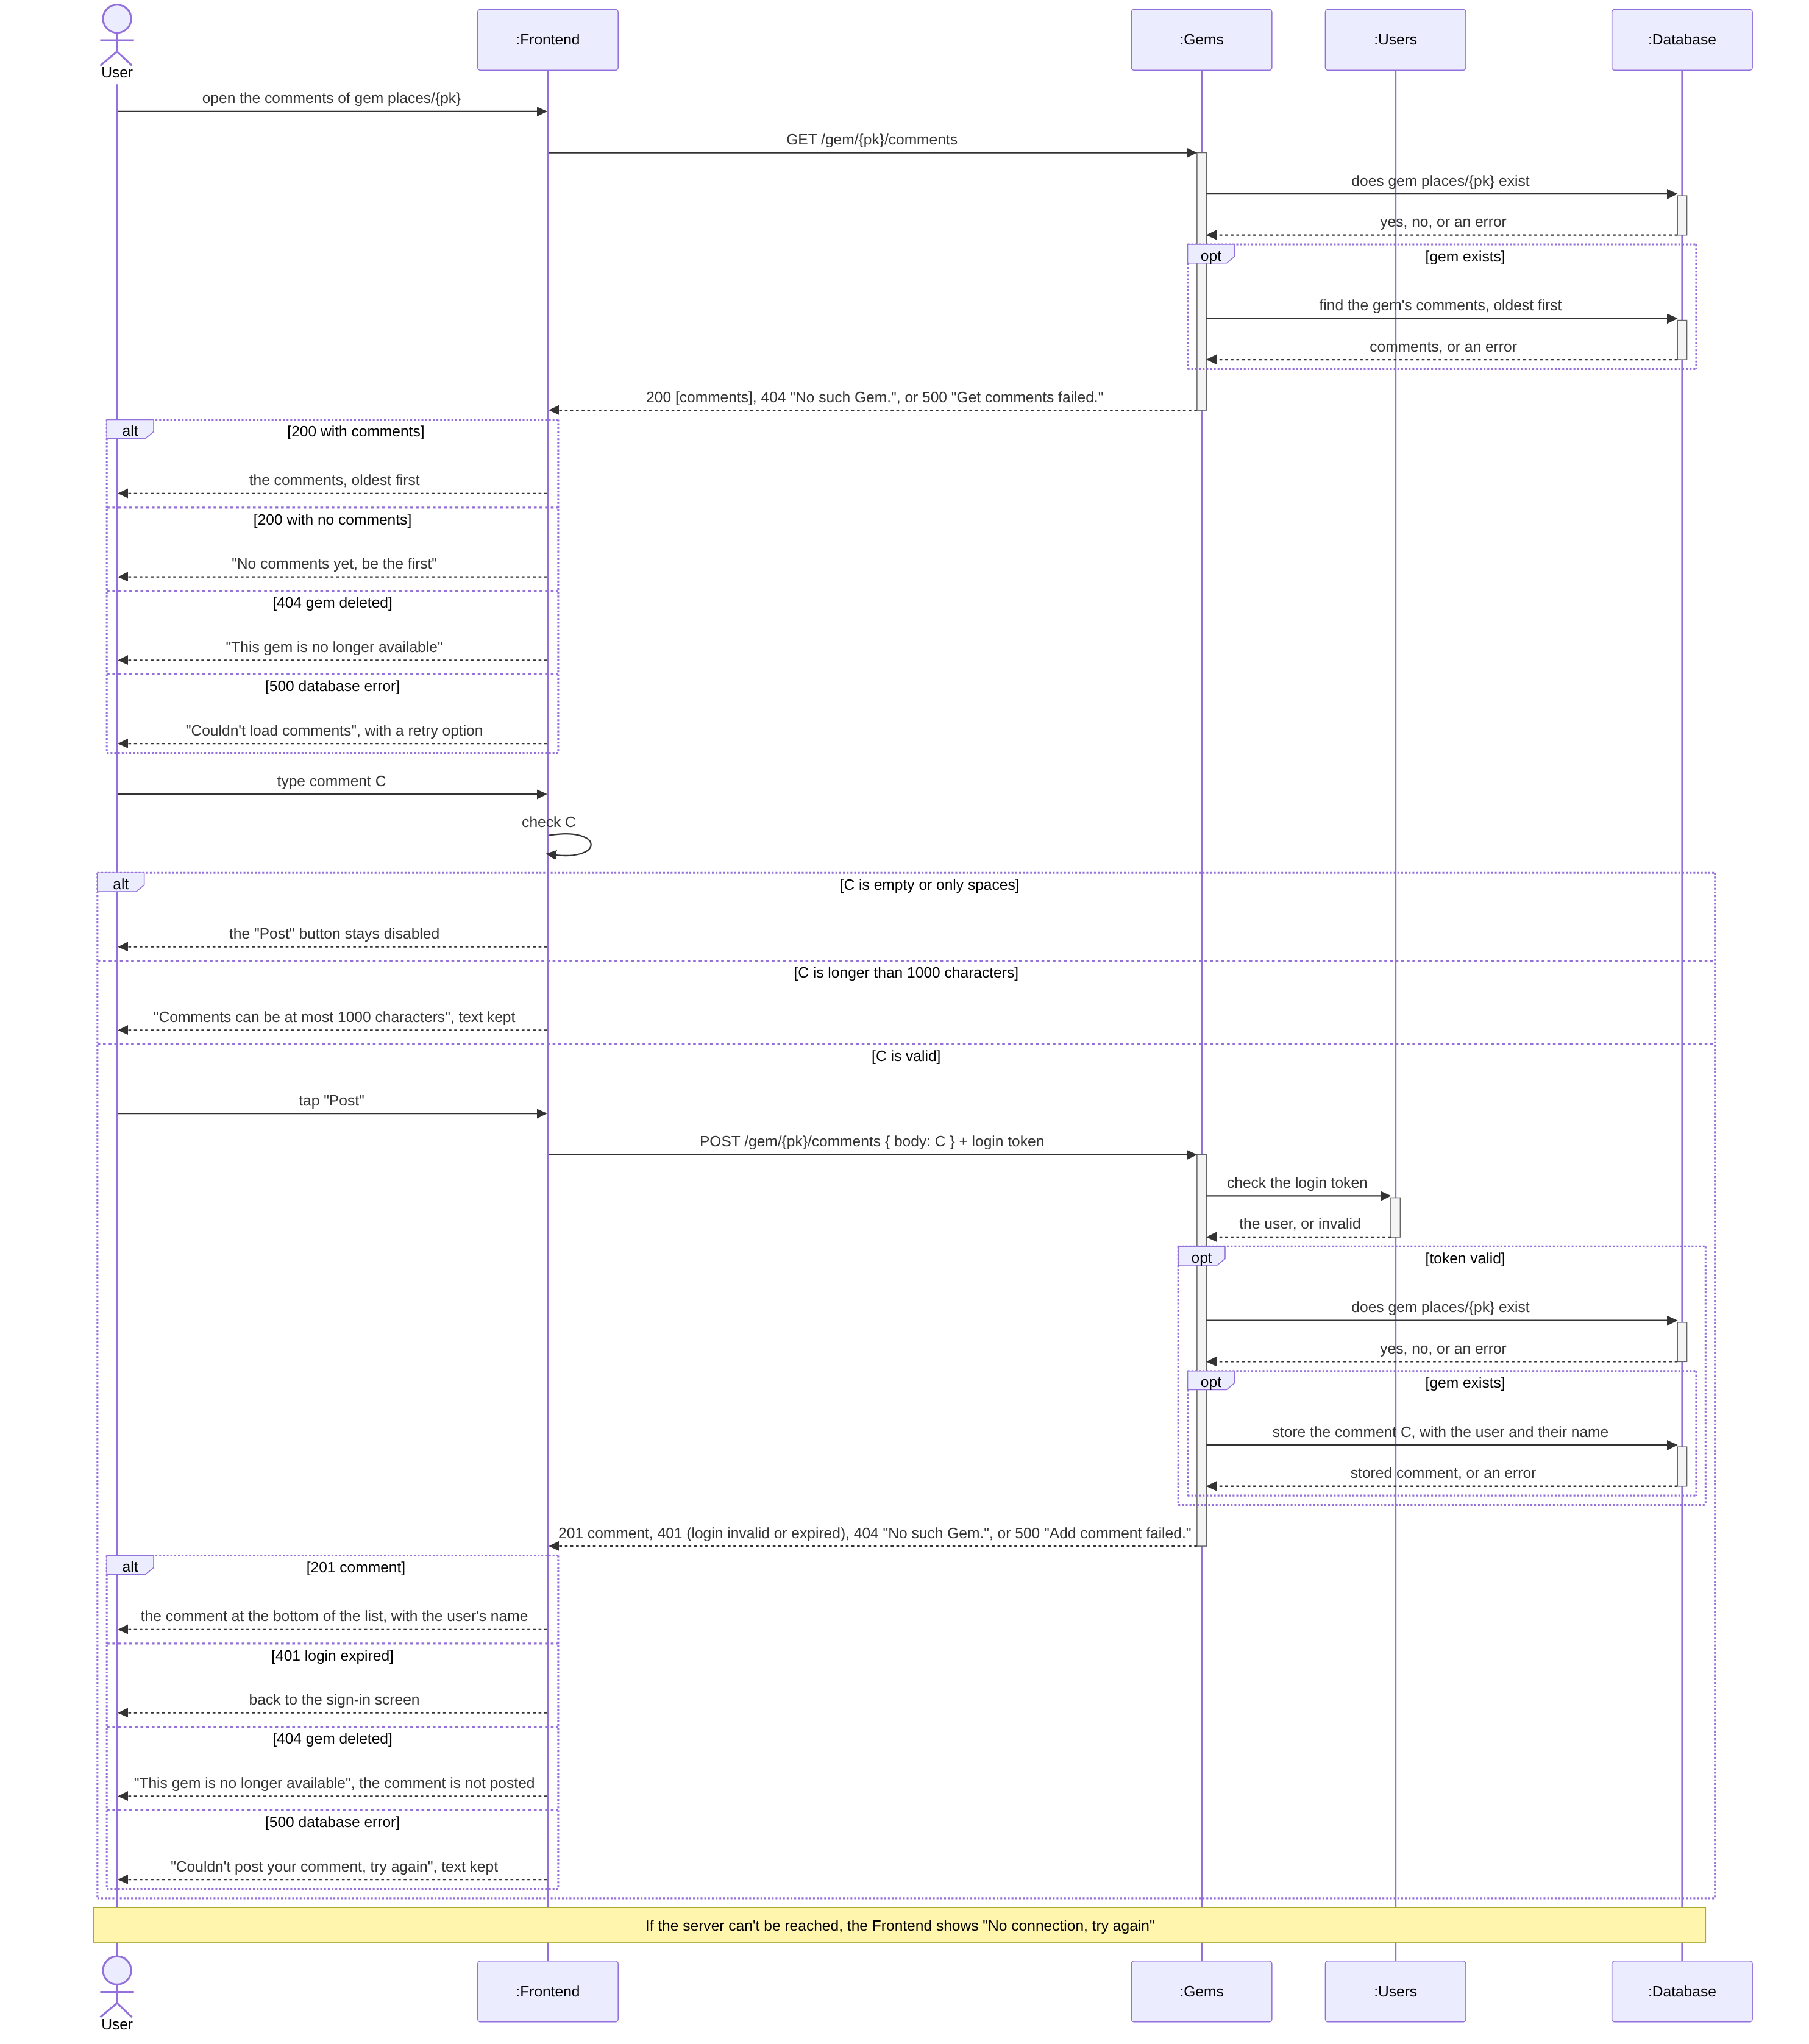 User
:Frontend
:Gems
:Users
:Database
open the comments of gem places/{pk}
GET /gem/{pk}/comments
does gem places/{pk} exist
yes, no, or an error
opt
[gem exists]
find the gem's comments, oldest first
comments, or an error
200 [comments], 404 "No such Gem.", or 500 "Get comments failed."
alt
[200 with comments]
the comments, oldest first
[200 with no comments]
"No comments yet, be the first"
[404 gem deleted]
"This gem is no longer available"
[500 database error]
"Couldn't load comments", with a retry option
type comment C
check C
alt
[C is empty or only spaces]
the "Post" button stays disabled
[C is longer than 1000 characters]
"Comments can be at most 1000 characters", text kept
[C is valid]
tap "Post"
POST /gem/{pk}/comments { body: C } + login token
check the login token
the user, or invalid
opt
[token valid]
does gem places/{pk} exist
yes, no, or an error
opt
[gem exists]
store the comment C, with the user and their name
stored comment, or an error
201 comment, 401 (login invalid or expired), 404 "No such Gem.", or 500 "Add comment failed."
alt
[201 comment]
the comment at the bottom of the list, with the user's name
[401 login expired]
back to the sign-in screen
[404 gem deleted]
"This gem is no longer available", the comment is not posted
[500 database error]
"Couldn't post your comment, try again", text kept
If the server can't be reached, the Frontend shows "No connection, try again"
User
:Frontend
:Gems
:Users
:Database